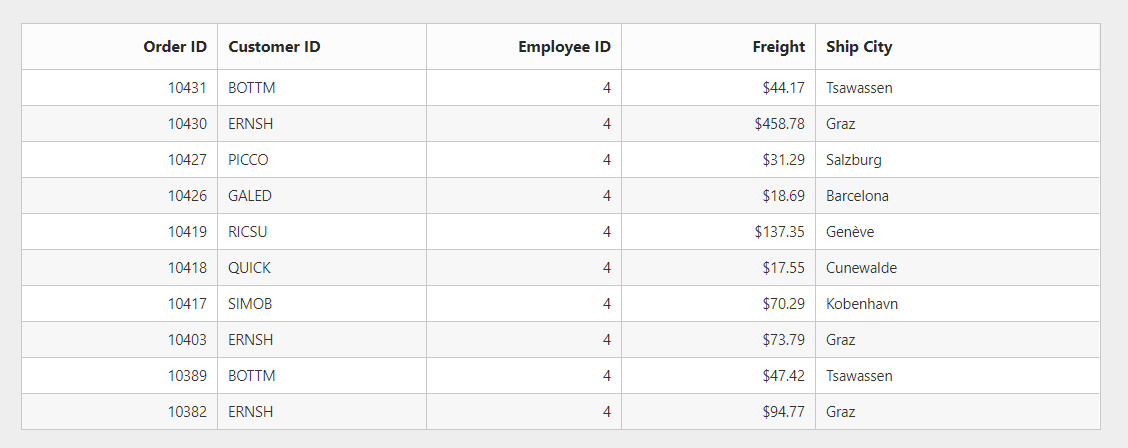 Order ID Customer ID Employee ID Freight Ship City
10431 BOTTM 4 $44.17 Tsawassen
10430 ERNSH 4 $458.78 Graz
10427 PICCO 4 $31.29 Salzburg
10426 GALED 4 $18.69 Barcelona
10419 RICSU 4 $137.35 Genève
10418 QUICK 4 $17.55 Cunewalde
10417 SIMOB 4 $70.29 Kobenhavn
10403 ERNSH 4 $73.79 Graz
10389 BOTTM 4 $47.42 Tsawassen
10382 ERNSH 4 $94.77 Graz